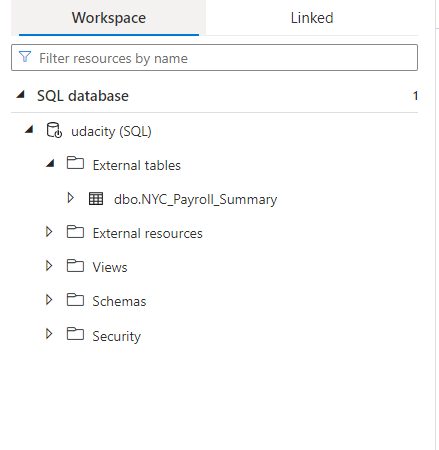 Workspace Linked
Filter resources by name
SQL database 1
udacity (SQL)
External tables
dbo.NYC_Payroll_Summary
External resources
Views
Schemas
Security